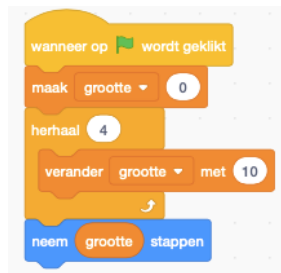 wanneer op wordt geklikt
maak grootte 0
herhaal 4
verander grootte met 10
neem grootte stappen